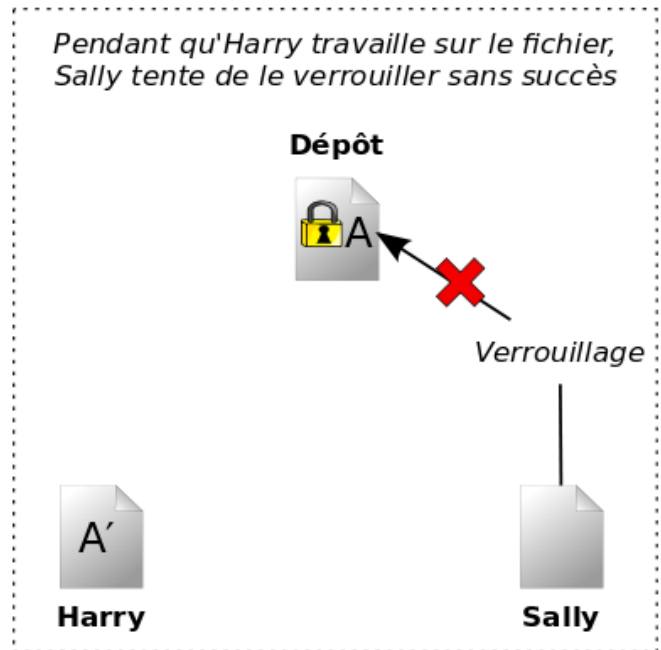 Pendant qu'Harry travaille sur le fichier,
Sally tente de le verrouiller sans succès
Dépôt
A
Verrouillage
A′
Harry
Sally